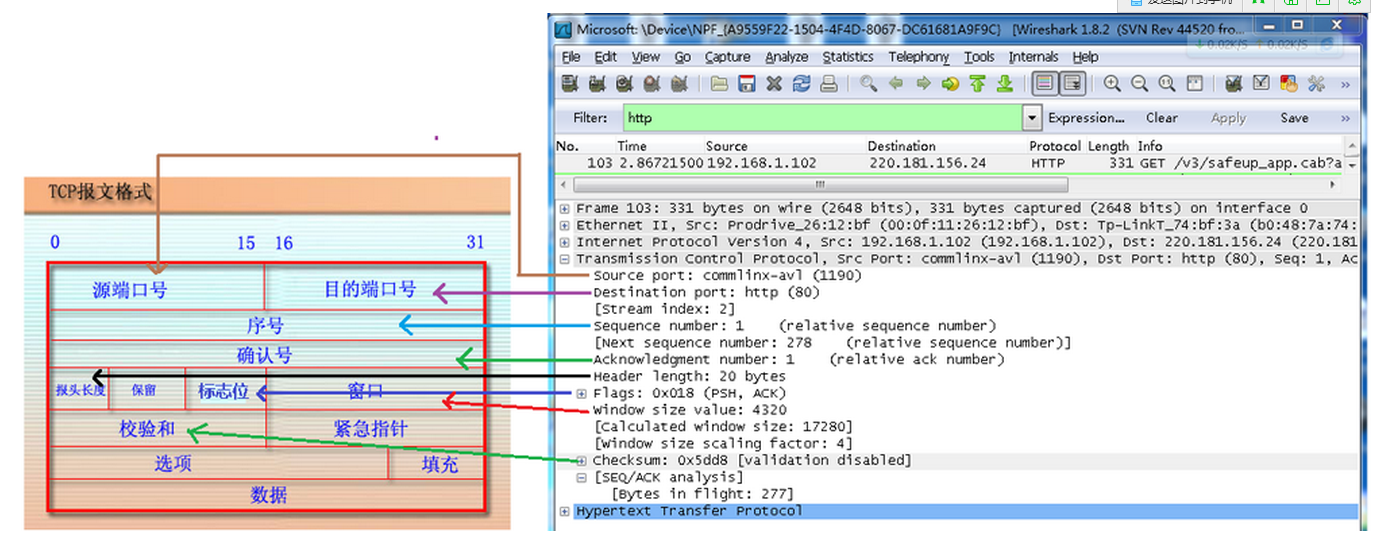 Microsoft: \Device\NPF_{A9559F22-1504-4F4D-8067-DC61681A9F9C} [Wireshark 1.8.2 (SVN Rev 44520 fro...
0.02K/S 0.02K/S
File Edit View Go Capture Analyze Statistics Telephony Tools Internals Help
Filter: http Expression... Clear Apply Save
No. Time Source Destination Protocol Length Info
103 2.86721500 192.168.1.102 220.181.156.24 HTTP 331 GET /v3/safeup_app.cab?a
Frame 103: 331 bytes on wire (2648 bits), 331 bytes captured (2648 bits) on interface 0
Ethernet II, Src: Prodrive_26:12:bf (00:0f:11:26:12:bf), Dst: Tp-LinkT_74:bf:3a (b0:48:7a:74:
Internet Protocol Version 4, Src: 192.168.1.102 (192.168.1.102), Dst: 220.181.156.24 (220.181
Transmission Control Protocol, Src Port: commlinx-avl (1190), Dst Port: http (80), Seq: 1, Ac
Source port: commlinx-avl (1190)
Destination port: http (80)
[Stream index: 2]
Sequence number: 1 (relative sequence number)
[Next sequence number: 278 (relative sequence number)]
Acknowledgment number: 1 (relative ack number)
Header length: 20 bytes
Flags: 0x018 (PSH, ACK)
Window size value: 4320
[Calculated window size: 17280]
[Window size scaling factor: 4]
Checksum: 0x5dd8 [validation disabled]
[SEQ/ACK analysis]
[Bytes in flight: 277]
Hypertext Transfer Protocol
TCP报文格式
0 15 16 31
源端口号 目的端口号
序号
确认号
报头长度 保留 标志位 窗口
校验和 紧急指针
选项 填充
数据